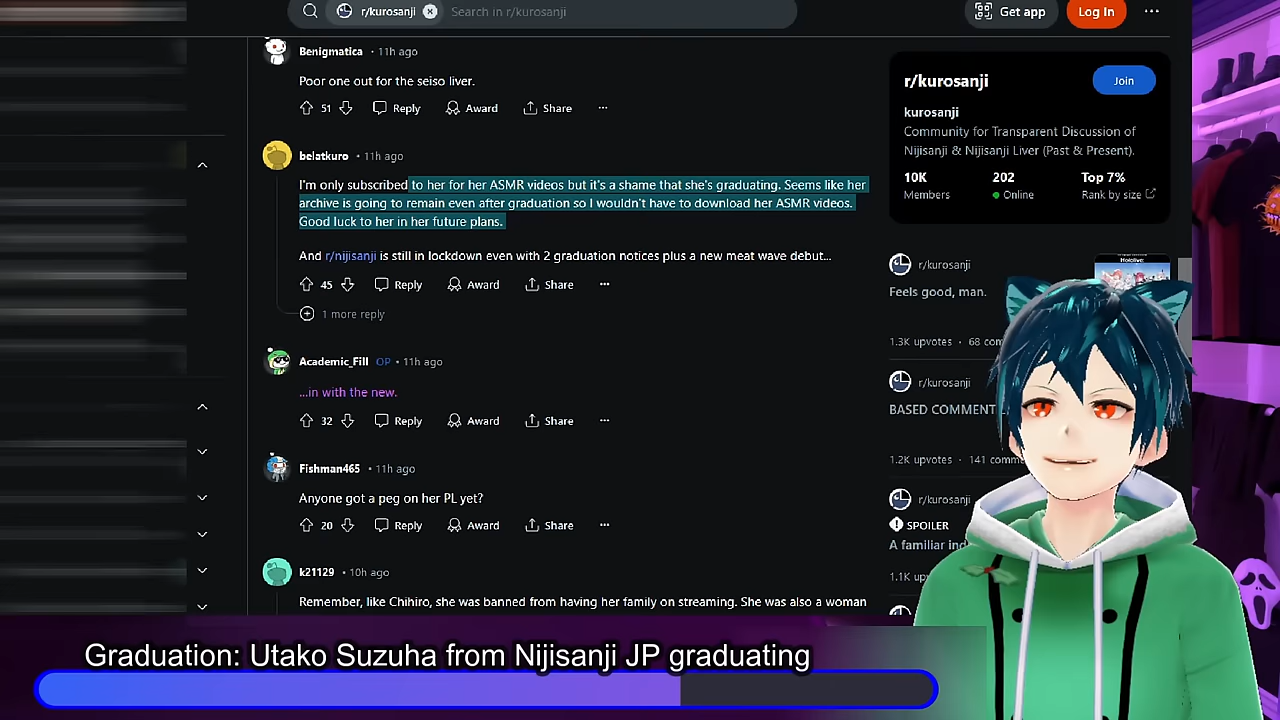 r/kurosanji
Search in r/kurosanji
Get app
Log In
Benigmatica • 11h ago
Poor one out for the seiso liver.
51 Reply Award Share
belatkuro • 11h ago
I'm only subscribed to her for her ASMR videos but it's a shame that she's graduating. Seems like her
archive is going to remain even after graduation so I wouldn't have to download her ASMR videos.
Good luck to her in her future plans.
And r/nijisanji is still in lockdown even with 2 graduation notices plus a new meat wave debut...
45 Reply Award Share
1 more reply
Academic_Fill OP • 11h ago
...in with the new.
32 Reply Award Share
Fishman465 • 11h ago
Anyone got a peg on her PL yet?
20 Reply Award Share
k21129 • 10h ago
Remember, like Chihiro, she was banned from having her family on streaming. She was also a woman
r/kurosanji
Join
kurosanji
Community for Transparent Discussion of
Nijisanji & Nijisanji Liver (Past & Present).
10K 202 Top 7%
Members Online Rank by size
r/kurosanji
Feels good, man.
1.3K upvotes • 68 com
r/kurosanji
BASED COMMENT
1.2K upvotes • 141 comme
r/kurosanji
SPOILER
A familiar ind
1.1K up
Graduation: Utako Suzuha from Nijisanji JP graduating